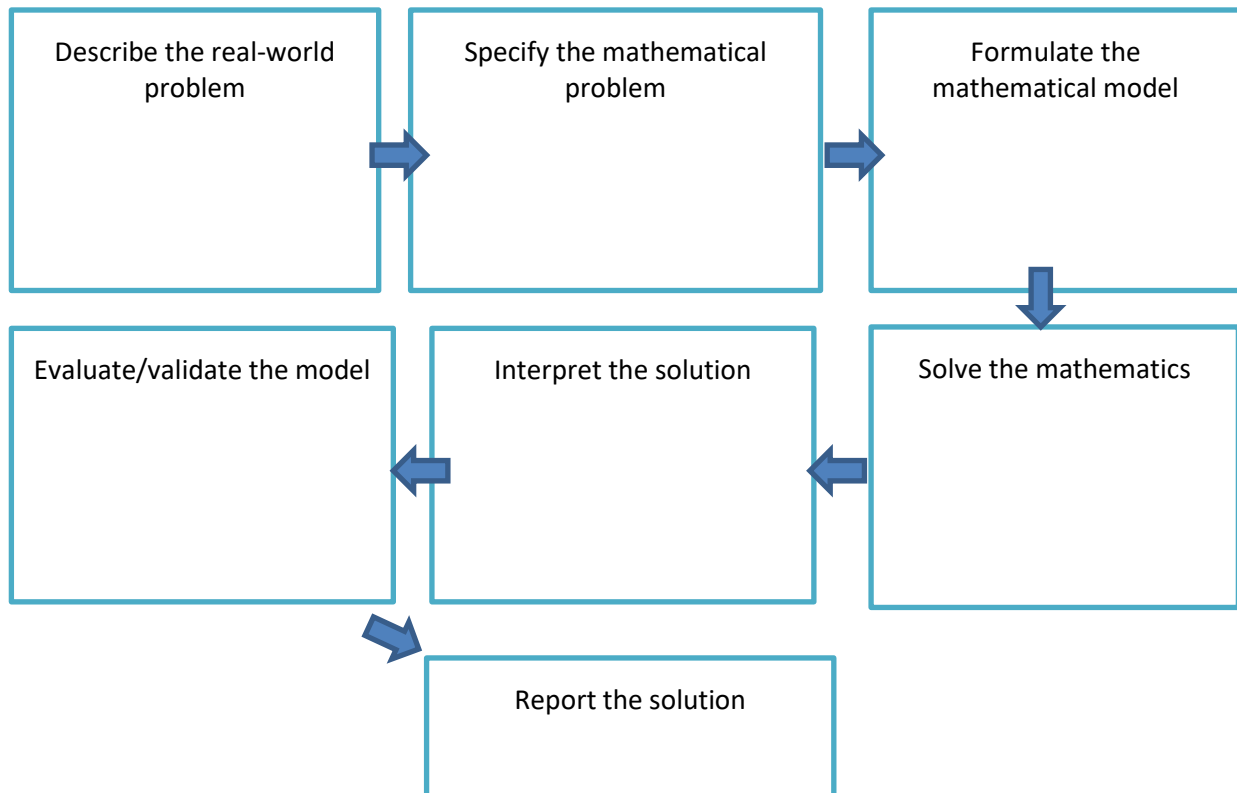 Describe the real-world
problem
Specify the mathematical
problem
Formulate the
mathematical model
Solve the mathematics
Interpret the solution
Evaluate/validate the model
Report the solution